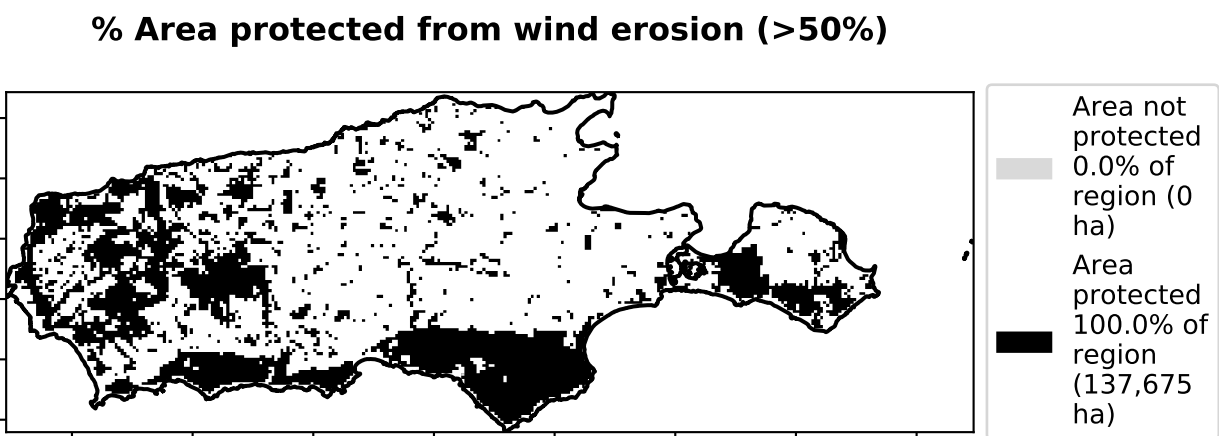 % Area protected from wind erosion (>50%)
Area not
protected
0.0% of
region (0
ha)
Area
protected
100.0% of
region
(137,675
ha)